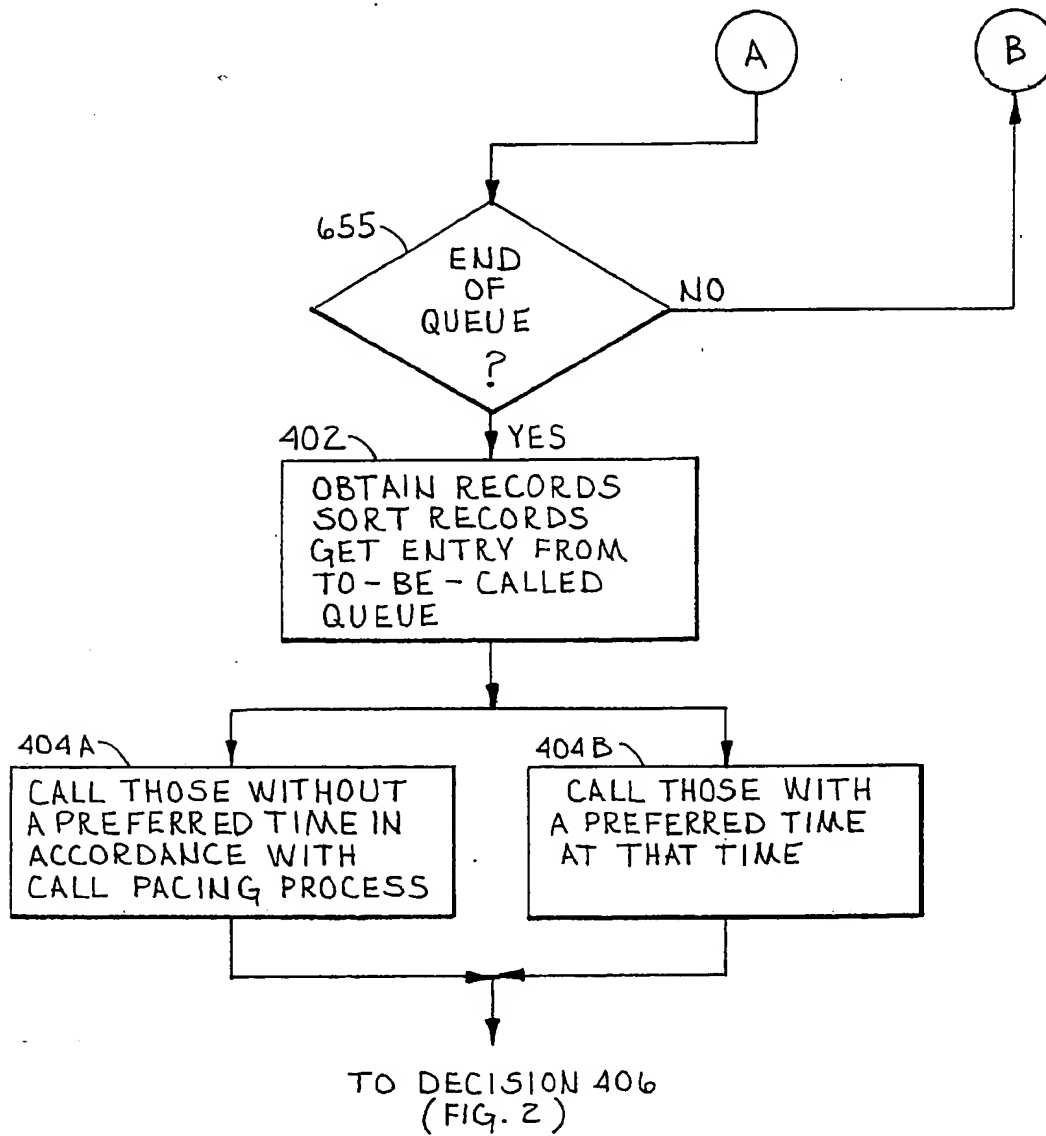 A
B
655
END
OF
QUEUE
?
NO
YES
402
OBTAIN RECORDS
SORT RECORDS
GET ENTRY FROM
TO-BE-CALLED
QUEUE
404A
CALL THOSE WITHOUT
A PREFERRED TIME IN
ACCORDANCE WITH
CALL PACING PROCESS
404B
CALL THOSE WITH
A PREFERRED TIME
AT THAT TIME
TO DECISION 406
(FIG. 2)